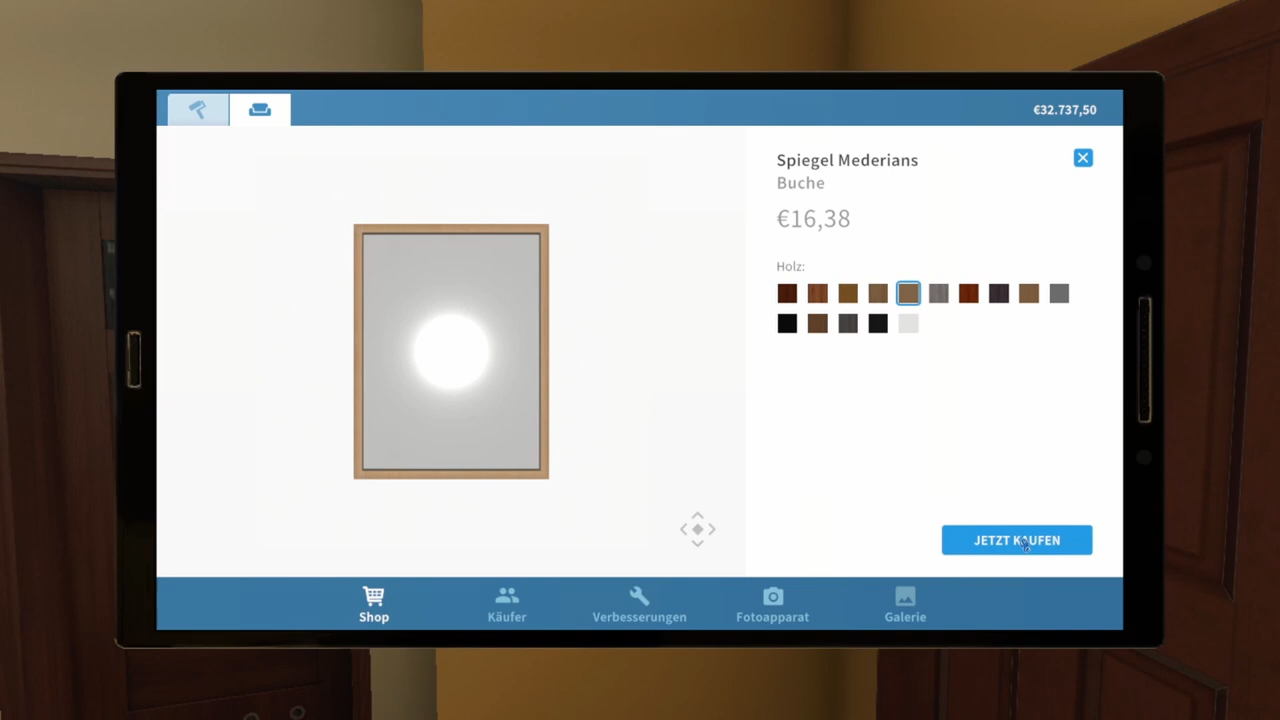 €32.737,50
Spiegel Mederians
Buche
€16,38
Holz:
JETZT KAUFEN
Shop
Käufer
Verbesserungen
Fotoapparat
Galerie